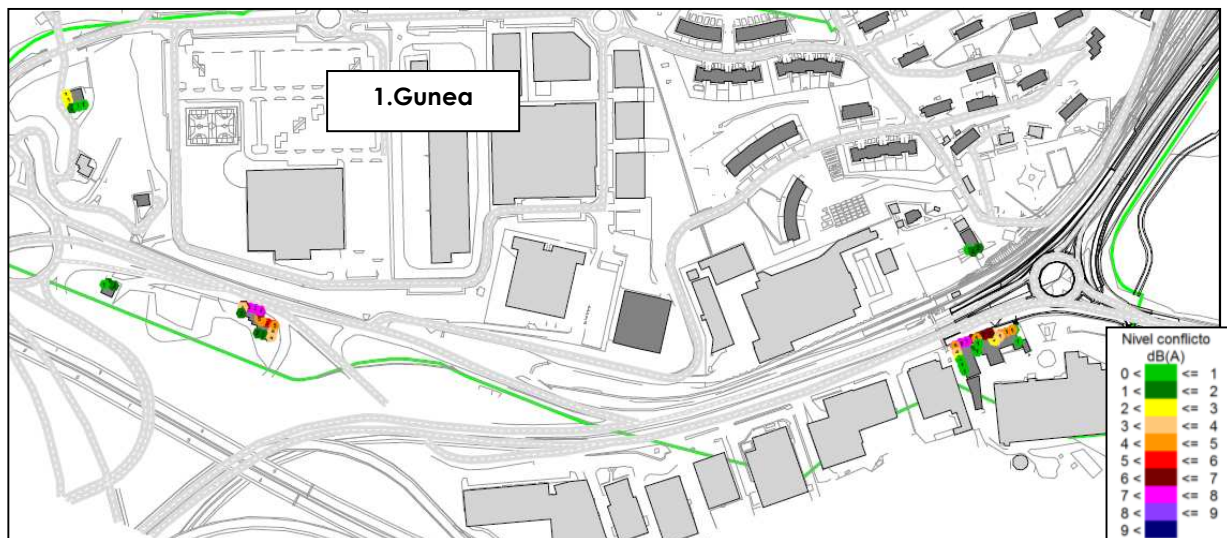 1.Gunea
Nivel conflicto
dB(A)
0 < <= 1
1 < <= 2
2 < <= 3
3 < <= 4
4 < <= 5
5 < <= 6
6 < <= 7
7 < <= 8
8 < <= 9
9 <